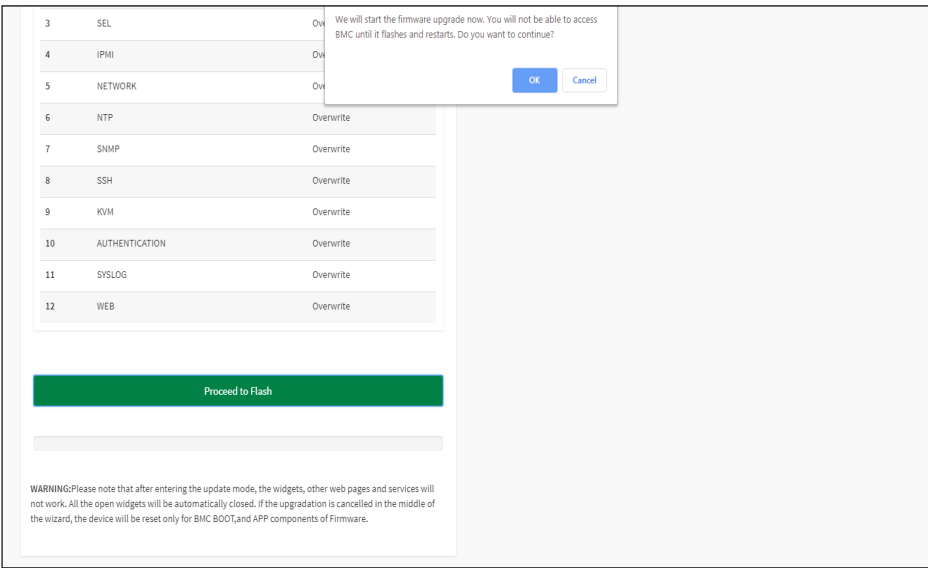 We will start the firmware upgrade now. You will not be able to access
BMC until it flashes and restarts. Do you want to continue?
OK Cancel
3 SEL
4 IPMI
5 NETWORK
6 NTP Overwrite
7 SNMP Overwrite
8 SSH Overwrite
9 KVM Overwrite
10 AUTHENTICATION Overwrite
11 SYSLOG Overwrite
12 WEB Overwrite
Proceed to Flash
WARNING:Please note that after entering the update mode, the widgets, other web pages and services will
not work. All the open widgets will be automatically closed. If the upgradation is cancelled in the middle of
the wizard, the device will be reset only for BMC BOOT,and APP components of Firmware.